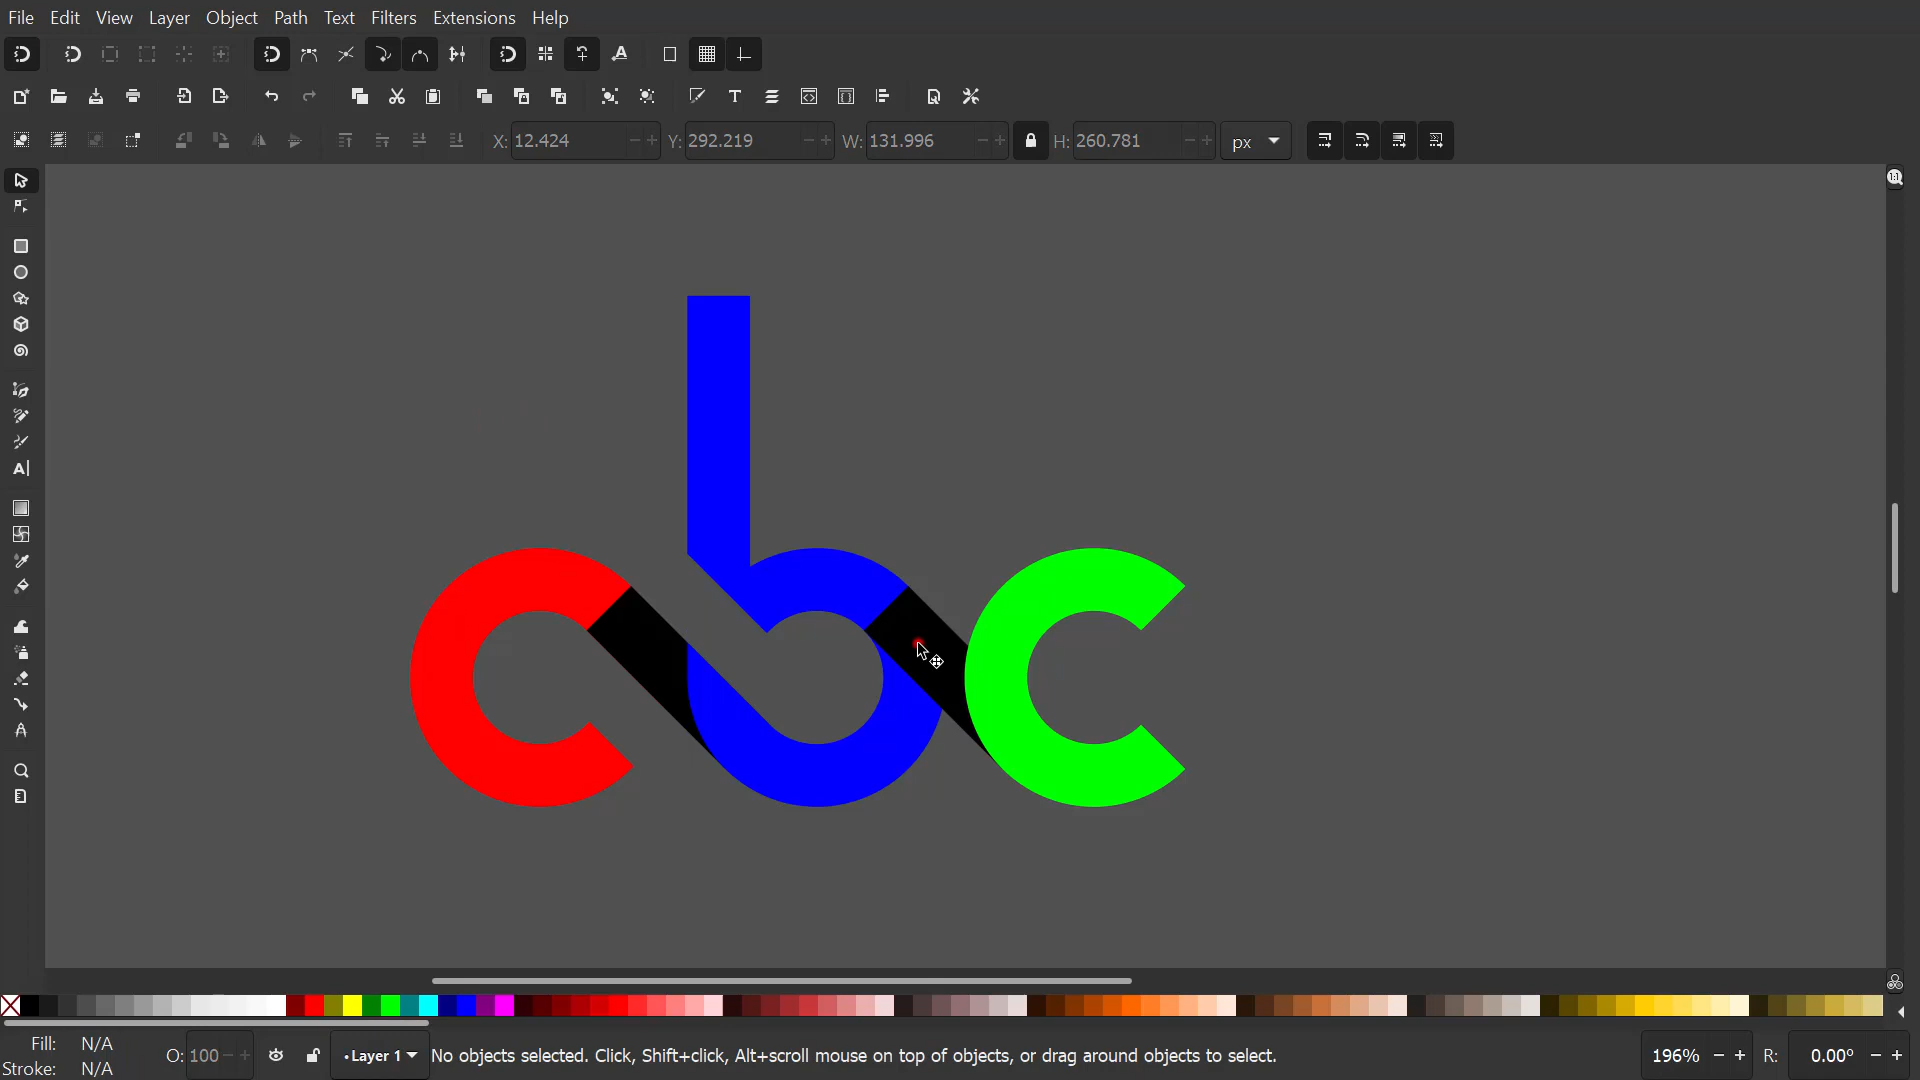 File Edit View Layer Object Path Text Filters Extensions Help
X: 12.424 Y: 292.219 W: 131.996 H: 260.781 px
Fill: N/A O: 100 •Layer 1 No objects selected. Click, Shift+click, Alt+scroll mouse on top of objects, or drag around objects to select. 196% R: 0.00°
Stroke: N/A